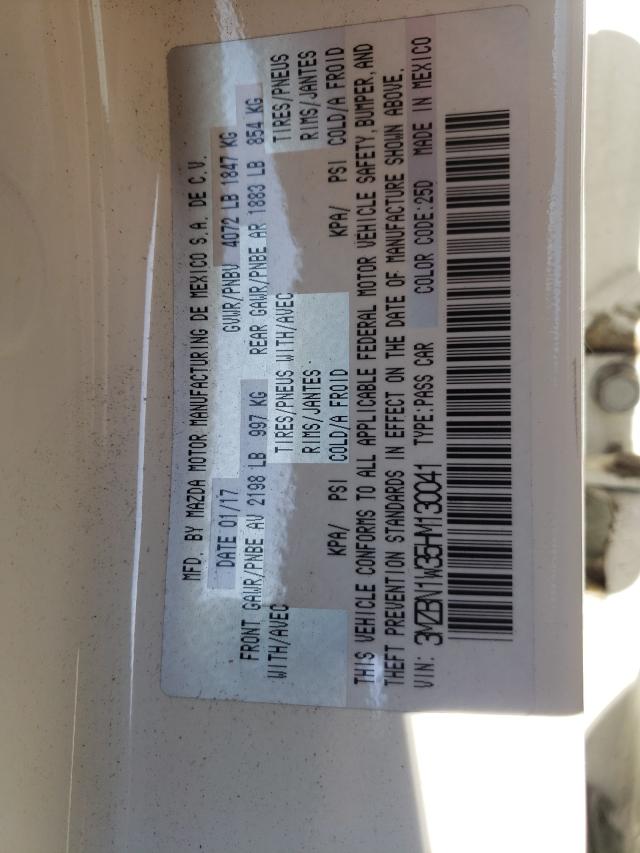 MFD. BY MAZDA MOTOR MANUFACTURING DE MEXICO S.A. DE C.V.
DATE 01/17 GVWR/PNBV 4072 LB 1847 KG
FRONT GAWR/PNBE AV 2198 LB 997 KG REAR GAWR/PNBE AR 1883 LB 854 KG
WITH/AVEC TIRES/PNEUS WITH/AVEC TIRES/PNEUS
RIMS/JANTES RIMS/JANTES
KPA/ PSI COLD/A FROID KPA/ PSI COLD/A FROID
THIS VEHICLE CONFORMS TO ALL APPLICABLE FEDERAL MOTOR VEHICLE SAFETY, BUMPER, AND
THEFT PREVENTION STANDARDS IN EFFECT ON THE DATE OF MANUFACTURE SHOWN ABOVE.
VIN: 3MZBN1W35HM130041 TYPE:PASS CAR COLOR CODE:25D MADE IN MEXICO